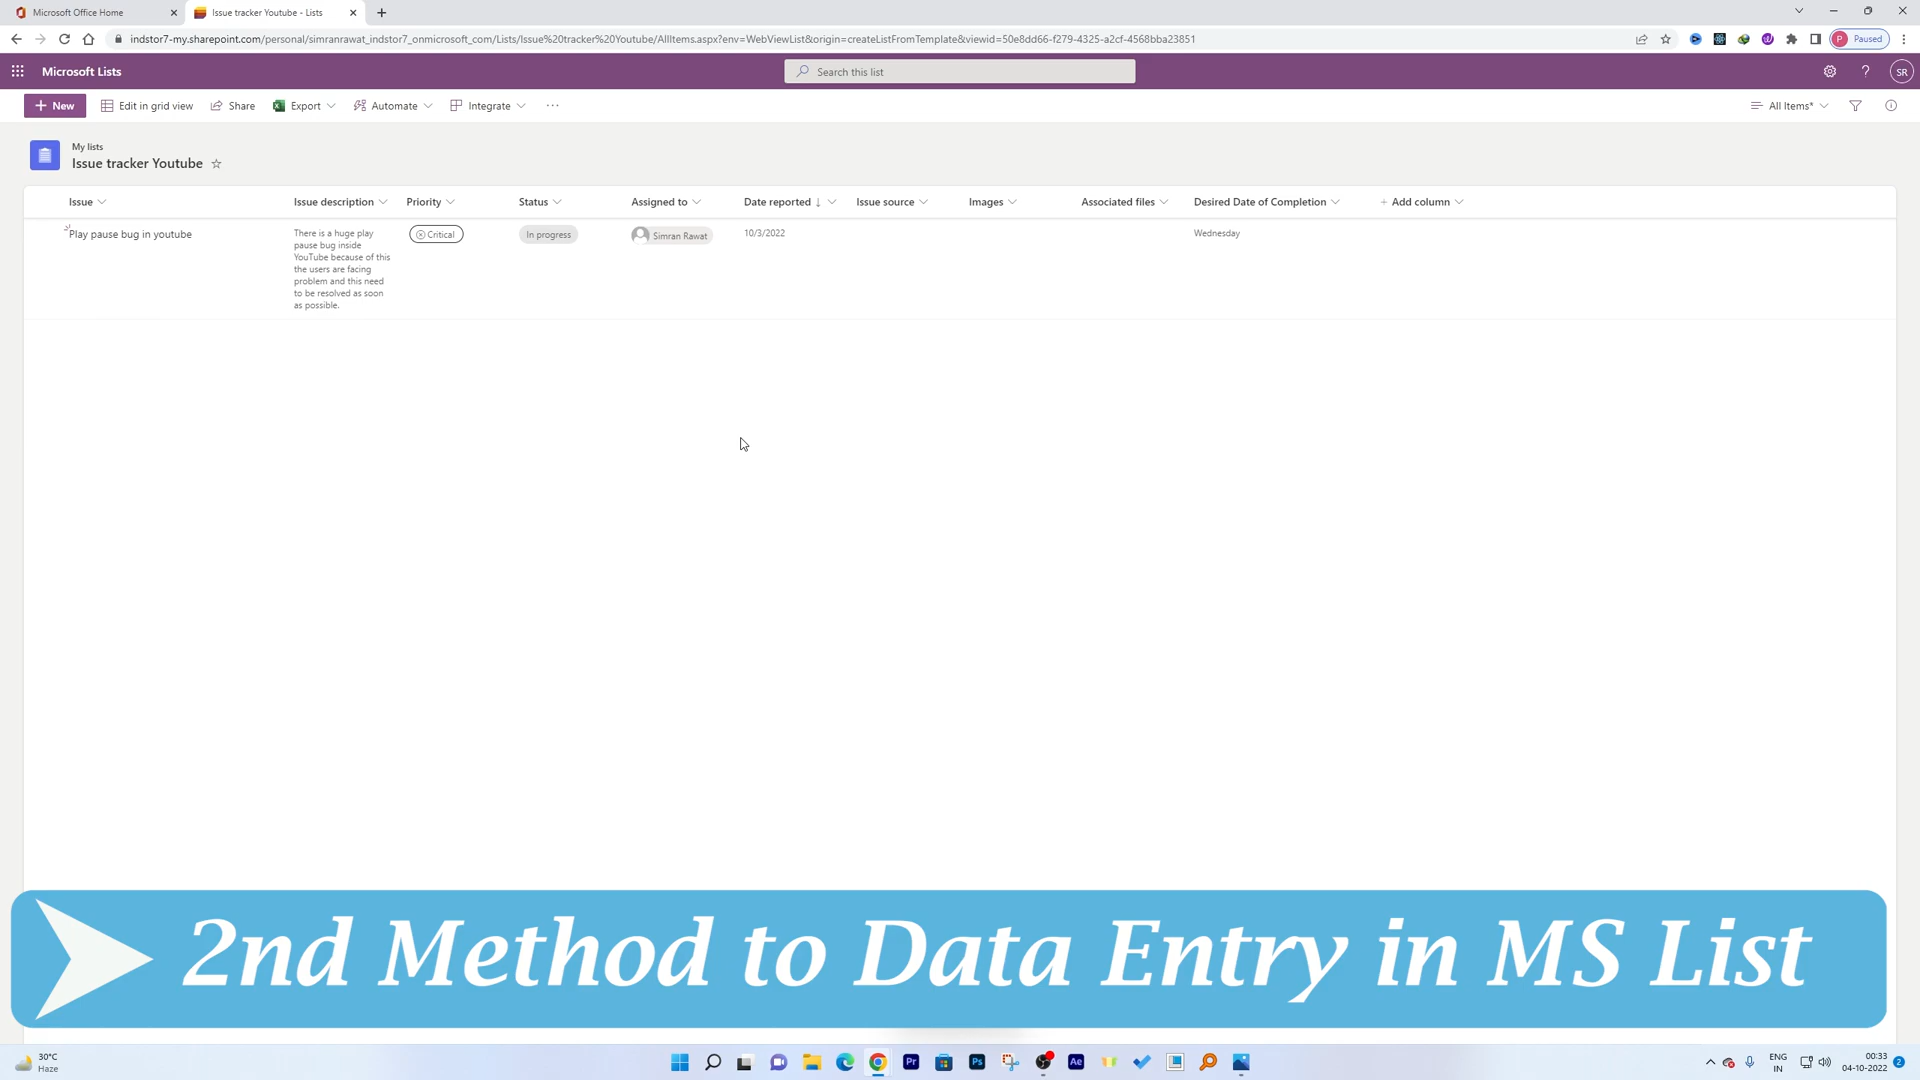 Microsoft Office Home
Issue tracker Youtube - Lists
indstor7-my.sharepoint.com/personal/simranrawat_indstor7_onmicrosoft_com/Lists/Issue%20tracker%20Youtube/AllItems.aspx?env=WebViewList&origin=createListFromTemplate&viewid=50e8dd66-f279-4325-a2cf-4568bba23851
P Paused
Microsoft Lists
Search this list
SR
New
Edit in grid view
Share
Export
Automate
Integrate
All Items*
My lists
Issue tracker Youtube
Issue
Issue description
Priority
Status
Assigned to
Date reported
Issue source
Images
Associated files
Desired Date of Completion
+ Add column
Play pause bug in youtube
There is a huge play
pause bug inside
YouTube because of this
the users are facing
problem and this need
to be resolved as soon
as possible.
Critical
In progress
Simran Rawat
10/3/2022
Wednesday
2nd Method to Data Entry in MS List
30°C
Haze
Pr
Ps
Ae
ENG
IN
00:33
04-10-2022
2